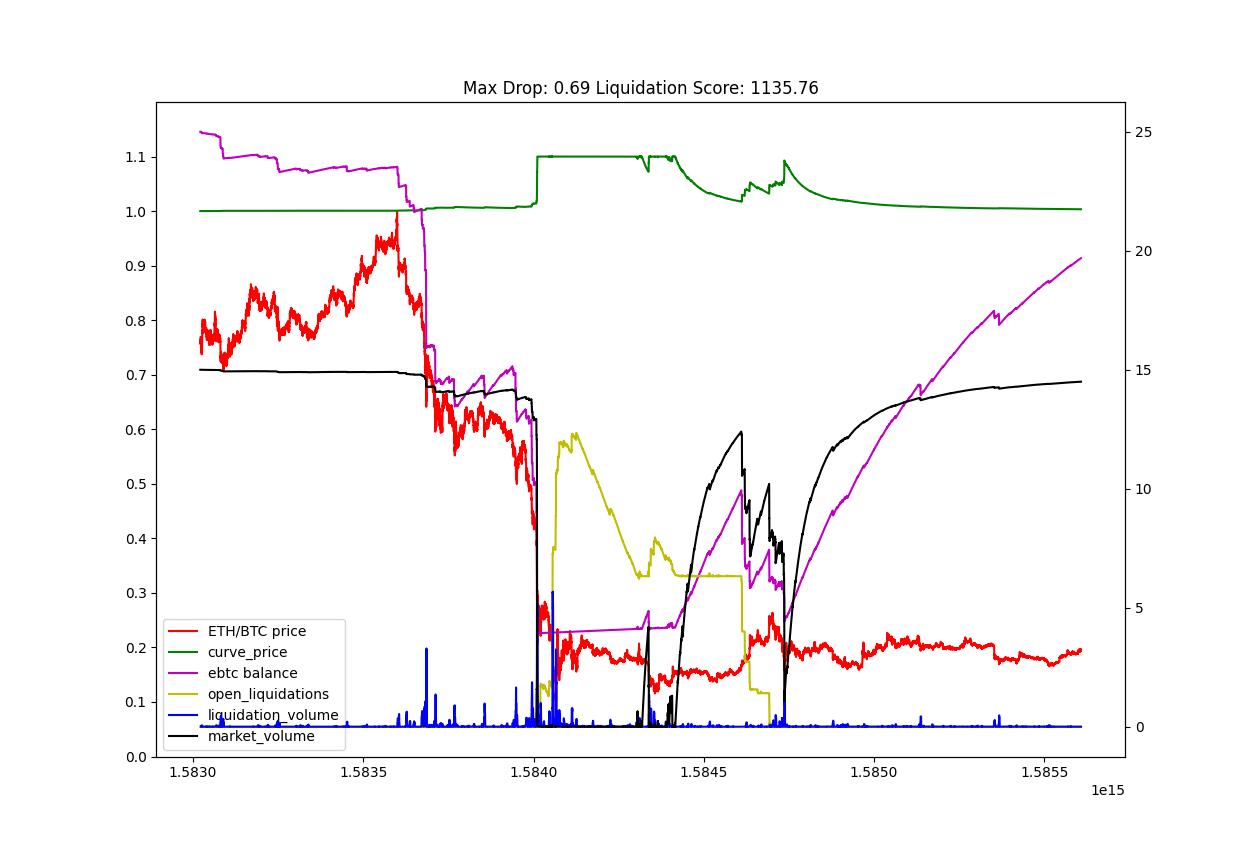 Max Drop: 0.69 Liquidation Score: 1135.76
1.1
1.0
0.9
0.8
0.7
0.6
0.5
0.4
0.3
0.2
0.1
0.0
25
20
15
10
5
0
ETH/BTC price
curve_price
ebtc balance
open_liquidations
liquidation_volume
market_volume
1.5830 1.5835 1.5840 1.5845 1.5850 1.5855
1e15